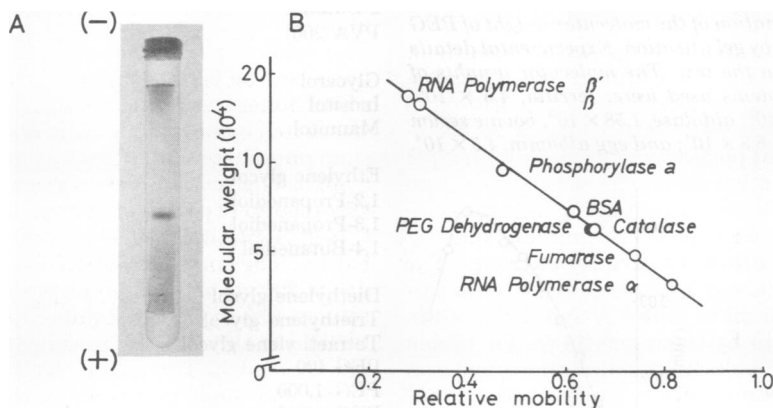 A
(−)
(+)
B
Molecular weight (10⁴)
20
10
5
0
RNA Polymerase β'
β
Phosphorylase a
BSA
PEG Dehydrogenase
Catalase
Fumarase
RNA Polymerase α
0.2 0.4 0.6 0.8 1.0
Relative mobility